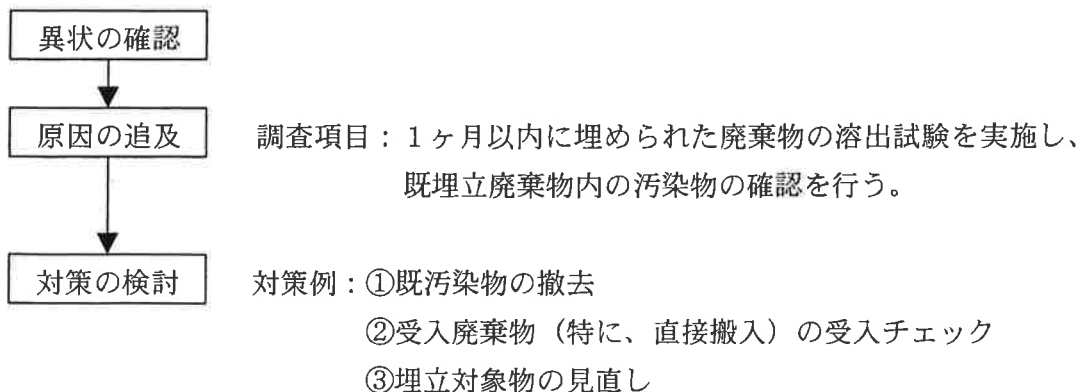 異状の確認
原因の追及　調査項目：１ヶ月以内に埋められた廃棄物の溶出試験を実施し、
既埋立廃棄物内の汚染物の確認を行う。
対策の検討　対策例：①既汚染物の撤去
②受入廃棄物（特に、直接搬入）の受入チェック
③埋立対象物の見直し